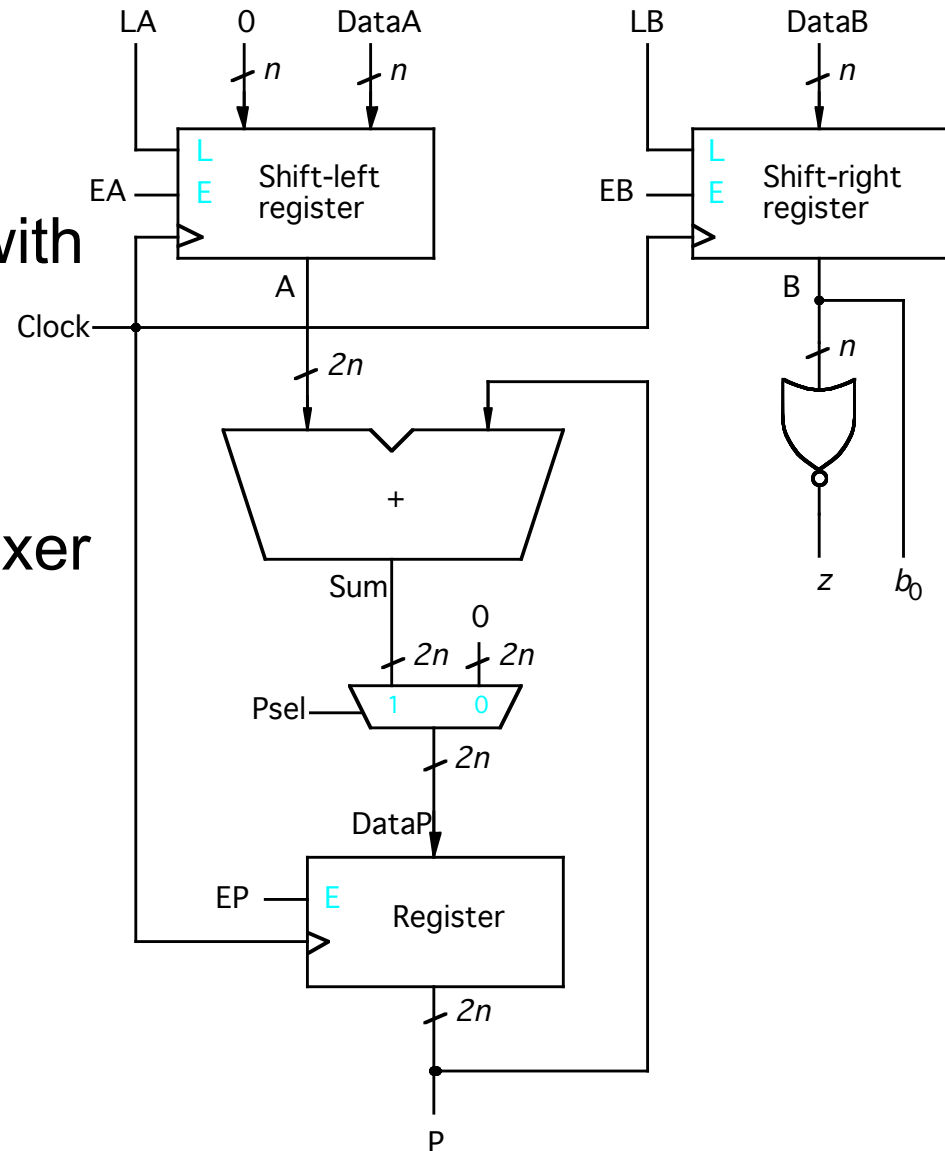 LA 0 DataA LB DataB
n n n
L L
EA E Shift-left register EB E Shift-right register
with
A B
Clock
2n n
+
xer
Sum z b0
0
2n 2n
Psel 1 0
2n
DataP
EP E Register
2n
P